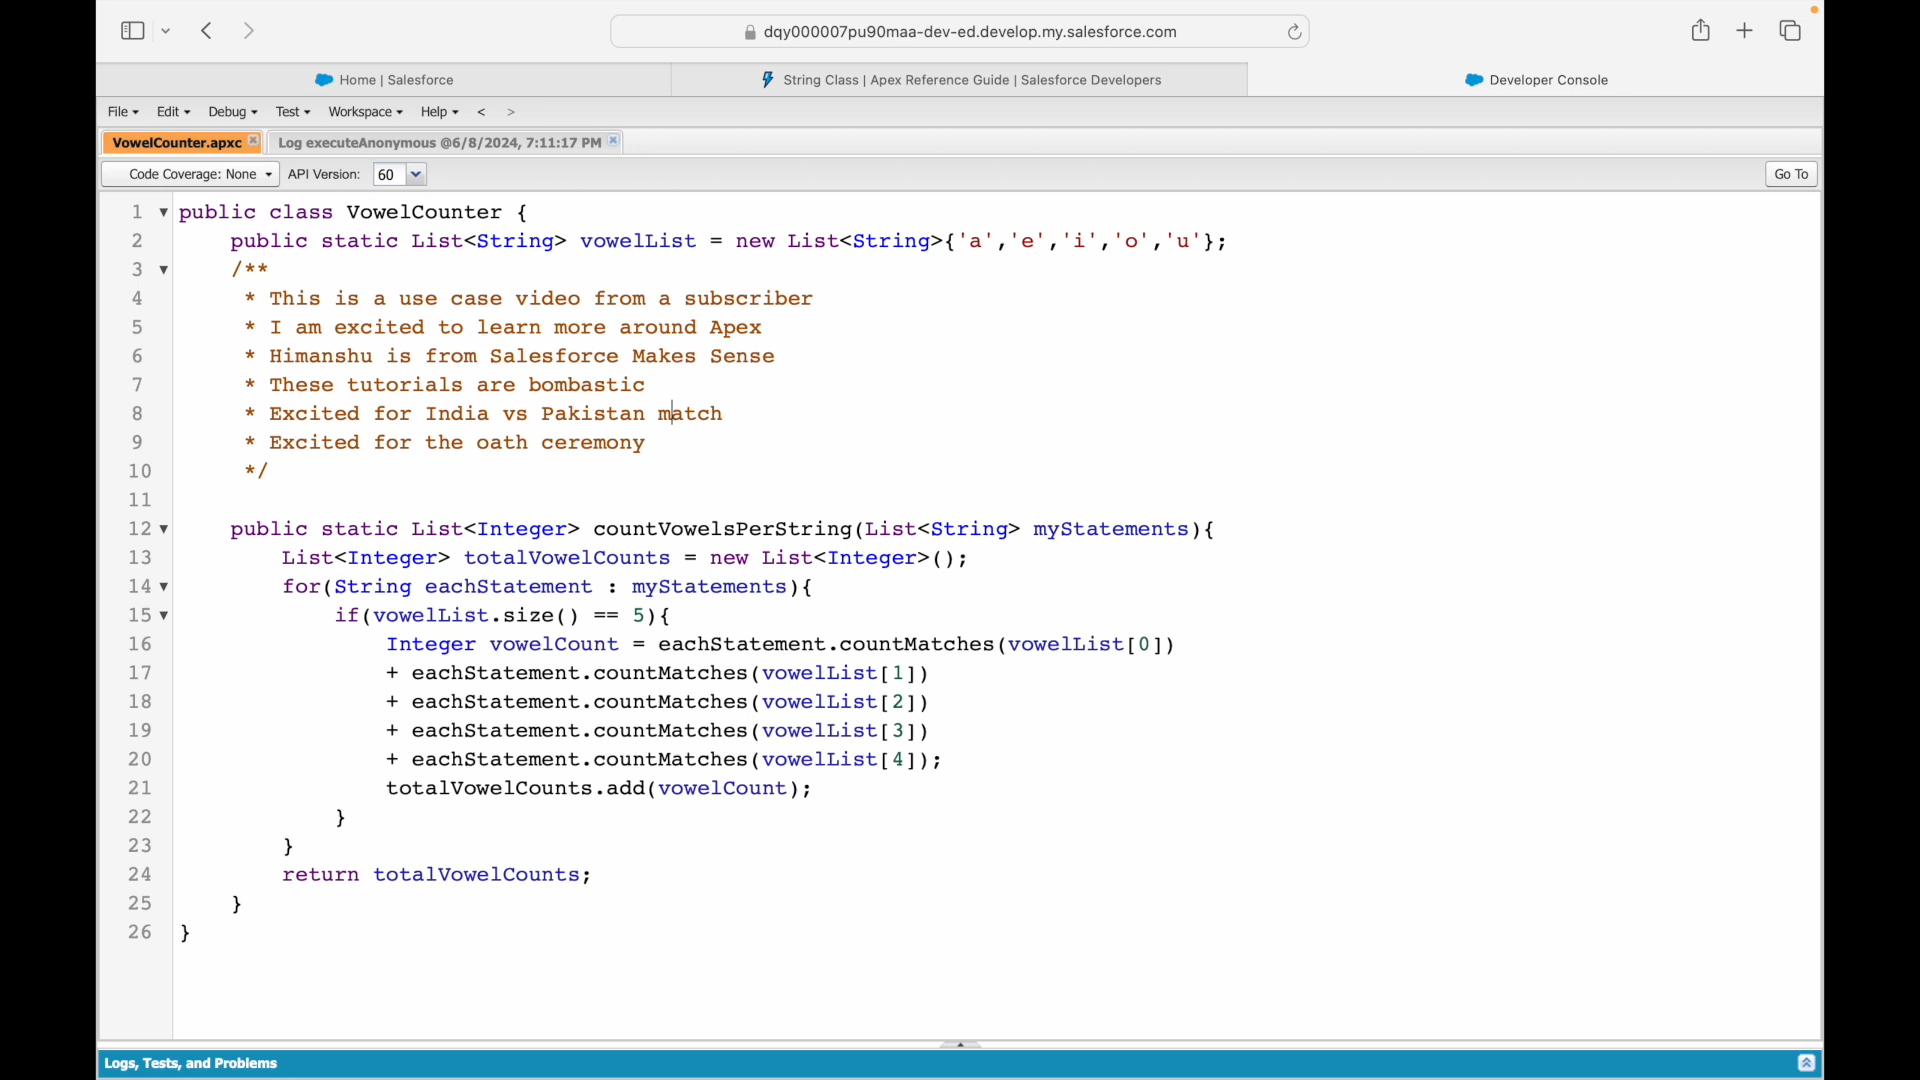 dqy000007pu90maa-dev-ed.develop.my.salesforce.com
Home | Salesforce
String Class | Apex Reference Guide | Salesforce Developers
Developer Console
File Edit Debug Test Workspace Help < >
VowelCounter.apxc
Log executeAnonymous @6/8/2024, 7:11:17 PM
Code Coverage: None API Version: 60 Go To
1 public class VowelCounter {
2 public static List<String> vowelList = new List<String>{'a','e','i','o','u'};
3 /**
4 * This is a use case video from a subscriber
5 * I am excited to learn more around Apex
6 * Himanshu is from Salesforce Makes Sense
7 * These tutorials are bombastic
8 * Excited for India vs Pakistan match
9 * Excited for the oath ceremony
10 */
11
12 public static List<Integer> countVowelsPerString(List<String> myStatements){
13 List<Integer> totalVowelCounts = new List<Integer>();
14 for(String eachStatement : myStatements){
15 if(vowelList.size() == 5){
16 Integer vowelCount = eachStatement.countMatches(vowelList[0])
17 + eachStatement.countMatches(vowelList[1])
18 + eachStatement.countMatches(vowelList[2])
19 + eachStatement.countMatches(vowelList[3])
20 + eachStatement.countMatches(vowelList[4]);
21 totalVowelCounts.add(vowelCount);
22 }
23 }
24 return totalVowelCounts;
25 }
26 }
Logs, Tests, and Problems